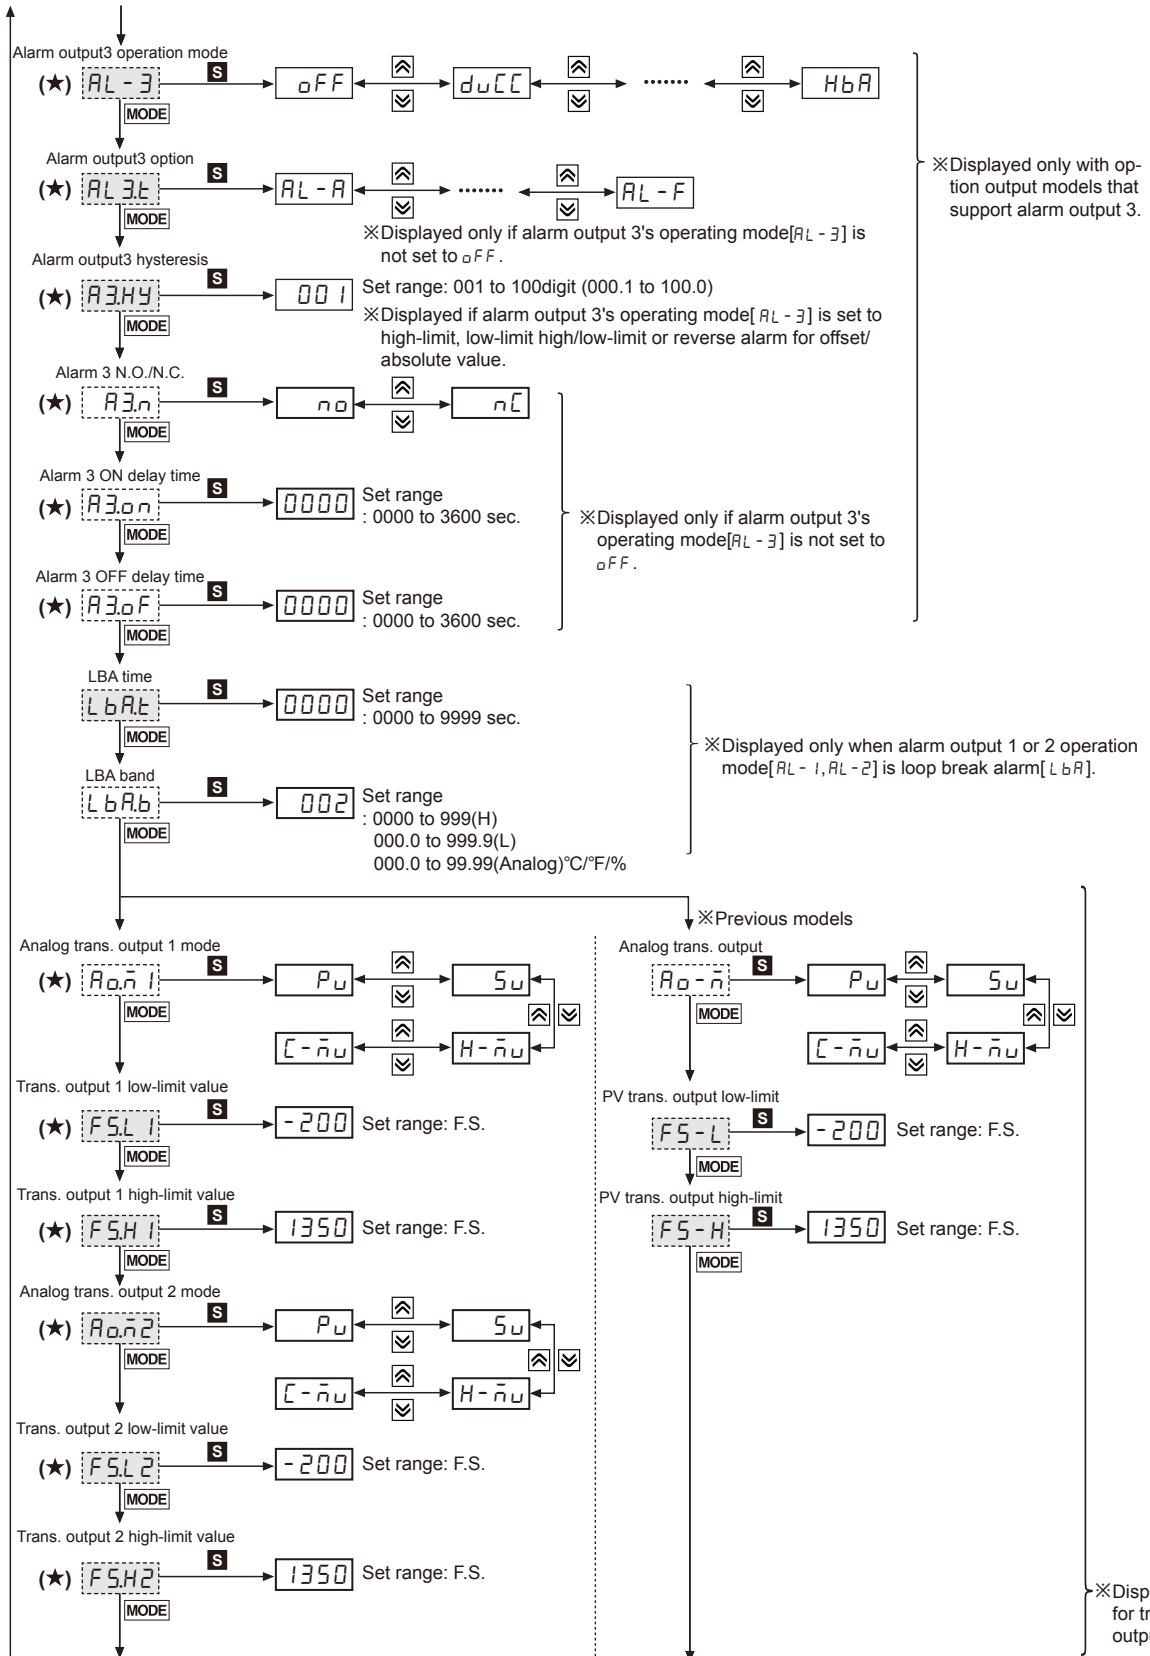 Alarm output3 operation mode
(★) AL-3 S oFF duCC ······· HbA
MODE
Alarm output3 option
(★) AL3.t S AL-A ······· AL-F
MODE
※Displayed only if alarm output 3's operating mode[AL-3] is
not set to oFF.
※Displayed only with op-
tion output models that
support alarm output 3.
Alarm output3 hysteresis
(★) A3.HY S 001 Set range: 001 to 100digit (000.1 to 100.0)
MODE
※Displayed if alarm output 3's operating mode[AL-3] is set to
high-limit, low-limit high/low-limit or reverse alarm for offset/
absolute value.
Alarm 3 N.O./N.C.
(★) A3.n S no nC
MODE
Alarm 3 ON delay time
(★) A3.on S 0000 Set range
: 0000 to 3600 sec.
MODE
※Displayed only if alarm output 3's
operating mode[AL-3] is not set to
oFF.
Alarm 3 OFF delay time
(★) A3.oF S 0000 Set range
: 0000 to 3600 sec.
MODE
LBA time
LbA.t S 0000 Set range
: 0000 to 9999 sec.
MODE
※Displayed only when alarm output 1 or 2 operation
mode[AL-1,AL-2] is loop break alarm[LbA].
LBA band
LbA.b S 002 Set range
: 0000 to 999(H)
000.0 to 999.9(L)
000.0 to 99.99(Analog)°C/°F/%
MODE
Analog trans. output 1 mode
(★) Ao.m1 S Pv Sv
MODE
C-mv H-mv
Trans. output 1 low-limit value
(★) FS.L1 S -200 Set range: F.S.
MODE
Trans. output 1 high-limit value
(★) FS.H1 S 1350 Set range: F.S.
MODE
Analog trans. output 2 mode
(★) Ao.m2 S Pv Sv
MODE
C-mv H-mv
Trans. output 2 low-limit value
(★) FS.L2 S -200 Set range: F.S.
MODE
Trans. output 2 high-limit value
(★) FS.H2 S 1350 Set range: F.S.
MODE
※Previous models
Analog trans. output
Ao-m S Pv Sv
MODE
C-mv H-mv
PV trans. output low-limit
FS-L S -200 Set range: F.S.
MODE
PV trans. output high-limit
FS-H S 1350 Set range: F.S.
MODE
※Disp
for tr
outp